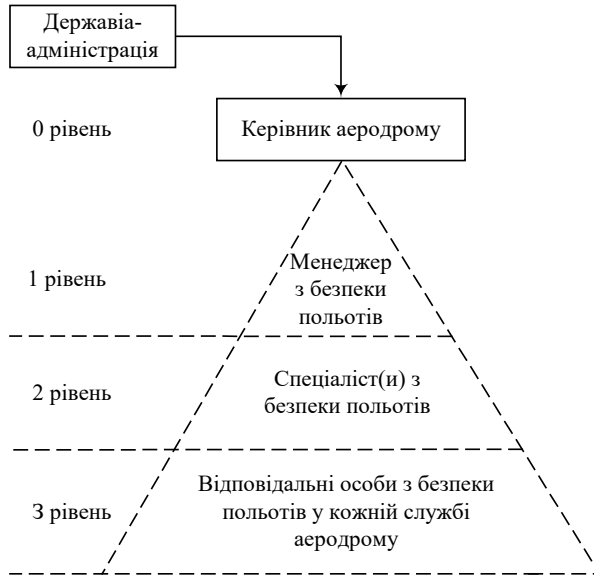 Державіа-
адміністрація
0 рівень
Керівник аеродрому
1 рівень
Менеджер
з безпеки
польотів
2 рівень
Спеціаліст(и) з
безпеки польотів
3 рівень
Відповідальні особи з безпеки
польотів у кожній службі
аеродрому